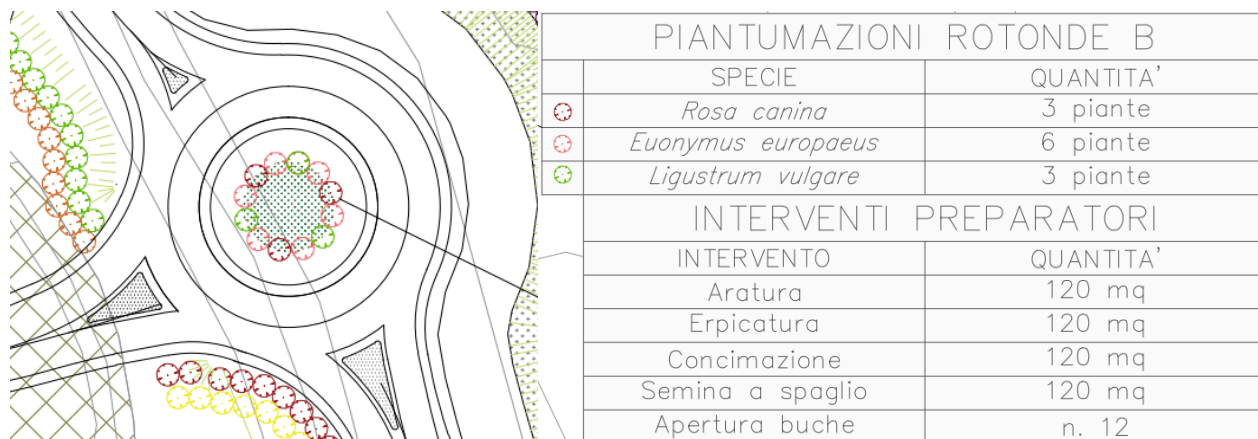 PIANTUMAZIONI ROTONDE B
SPECIE QUANTITA'
Rosa canina 3 piante
Euonymus europaeus 6 piante
Ligustrum vulgare 3 piante
INTERVENTI PREPARATORI
INTERVENTO QUANTITA'
Aratura 120 mq
Erpicatura 120 mq
Concimazione 120 mq
Semina a spaglio 120 mq
Apertura buche n. 12